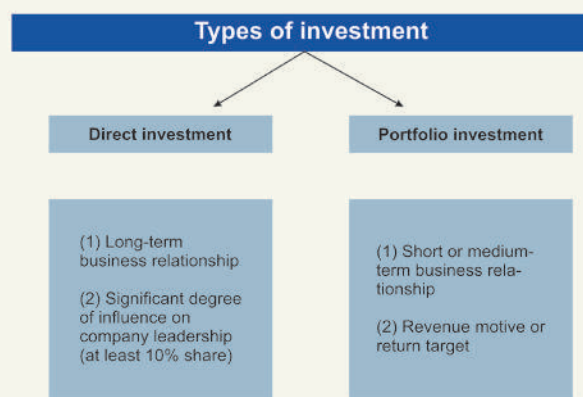 Types of investment
Direct investment
Portfolio investment
(1) Long-term
business relationship
(2) Significant degree
of influence on
company leadership
(at least 10% share)
(1) Short or medium-
term business rela-
tionship
(2) Revenue motive or
return target